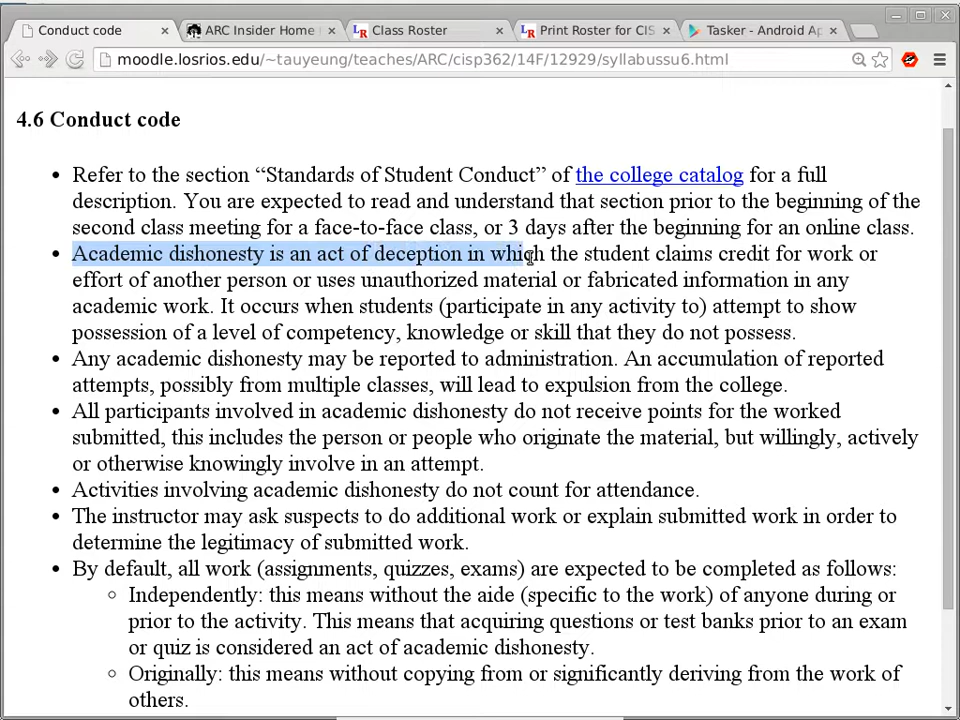 Conduct code
ARC Insider Home
Class Roster
Print Roster for CIS
Tasker - Android Ap
moodle.losrios.edu/~tauyeung/teaches/ARC/cisp362/14F/12929/syllabussu6.html
4.6 Conduct code
• Refer to the section “Standards of Student Conduct” of the college catalog for a full
description. You are expected to read and understand that section prior to the beginning of the
second class meeting for a face-to-face class, or 3 days after the beginning for an online class.
• Academic dishonesty is an act of deception in which the student claims credit for work or
effort of another person or uses unauthorized material or fabricated information in any
academic work. It occurs when students (participate in any activity to) attempt to show
possession of a level of competency, knowledge or skill that they do not possess.
• Any academic dishonesty may be reported to administration. An accumulation of reported
attempts, possibly from multiple classes, will lead to expulsion from the college.
• All participants involved in academic dishonesty do not receive points for the worked
submitted, this includes the person or people who originate the material, but willingly, actively
or otherwise knowingly involve in an attempt.
• Activities involving academic dishonesty do not count for attendance.
• The instructor may ask suspects to do additional work or explain submitted work in order to
determine the legitimacy of submitted work.
• By default, all work (assignments, quizzes, exams) are expected to be completed as follows:
◦ Independently: this means without the aide (specific to the work) of anyone during or
prior to the activity. This means that acquiring questions or test banks prior to an exam
or quiz is considered an act of academic dishonesty.
◦ Originally: this means without copying from or significantly deriving from the work of
others.